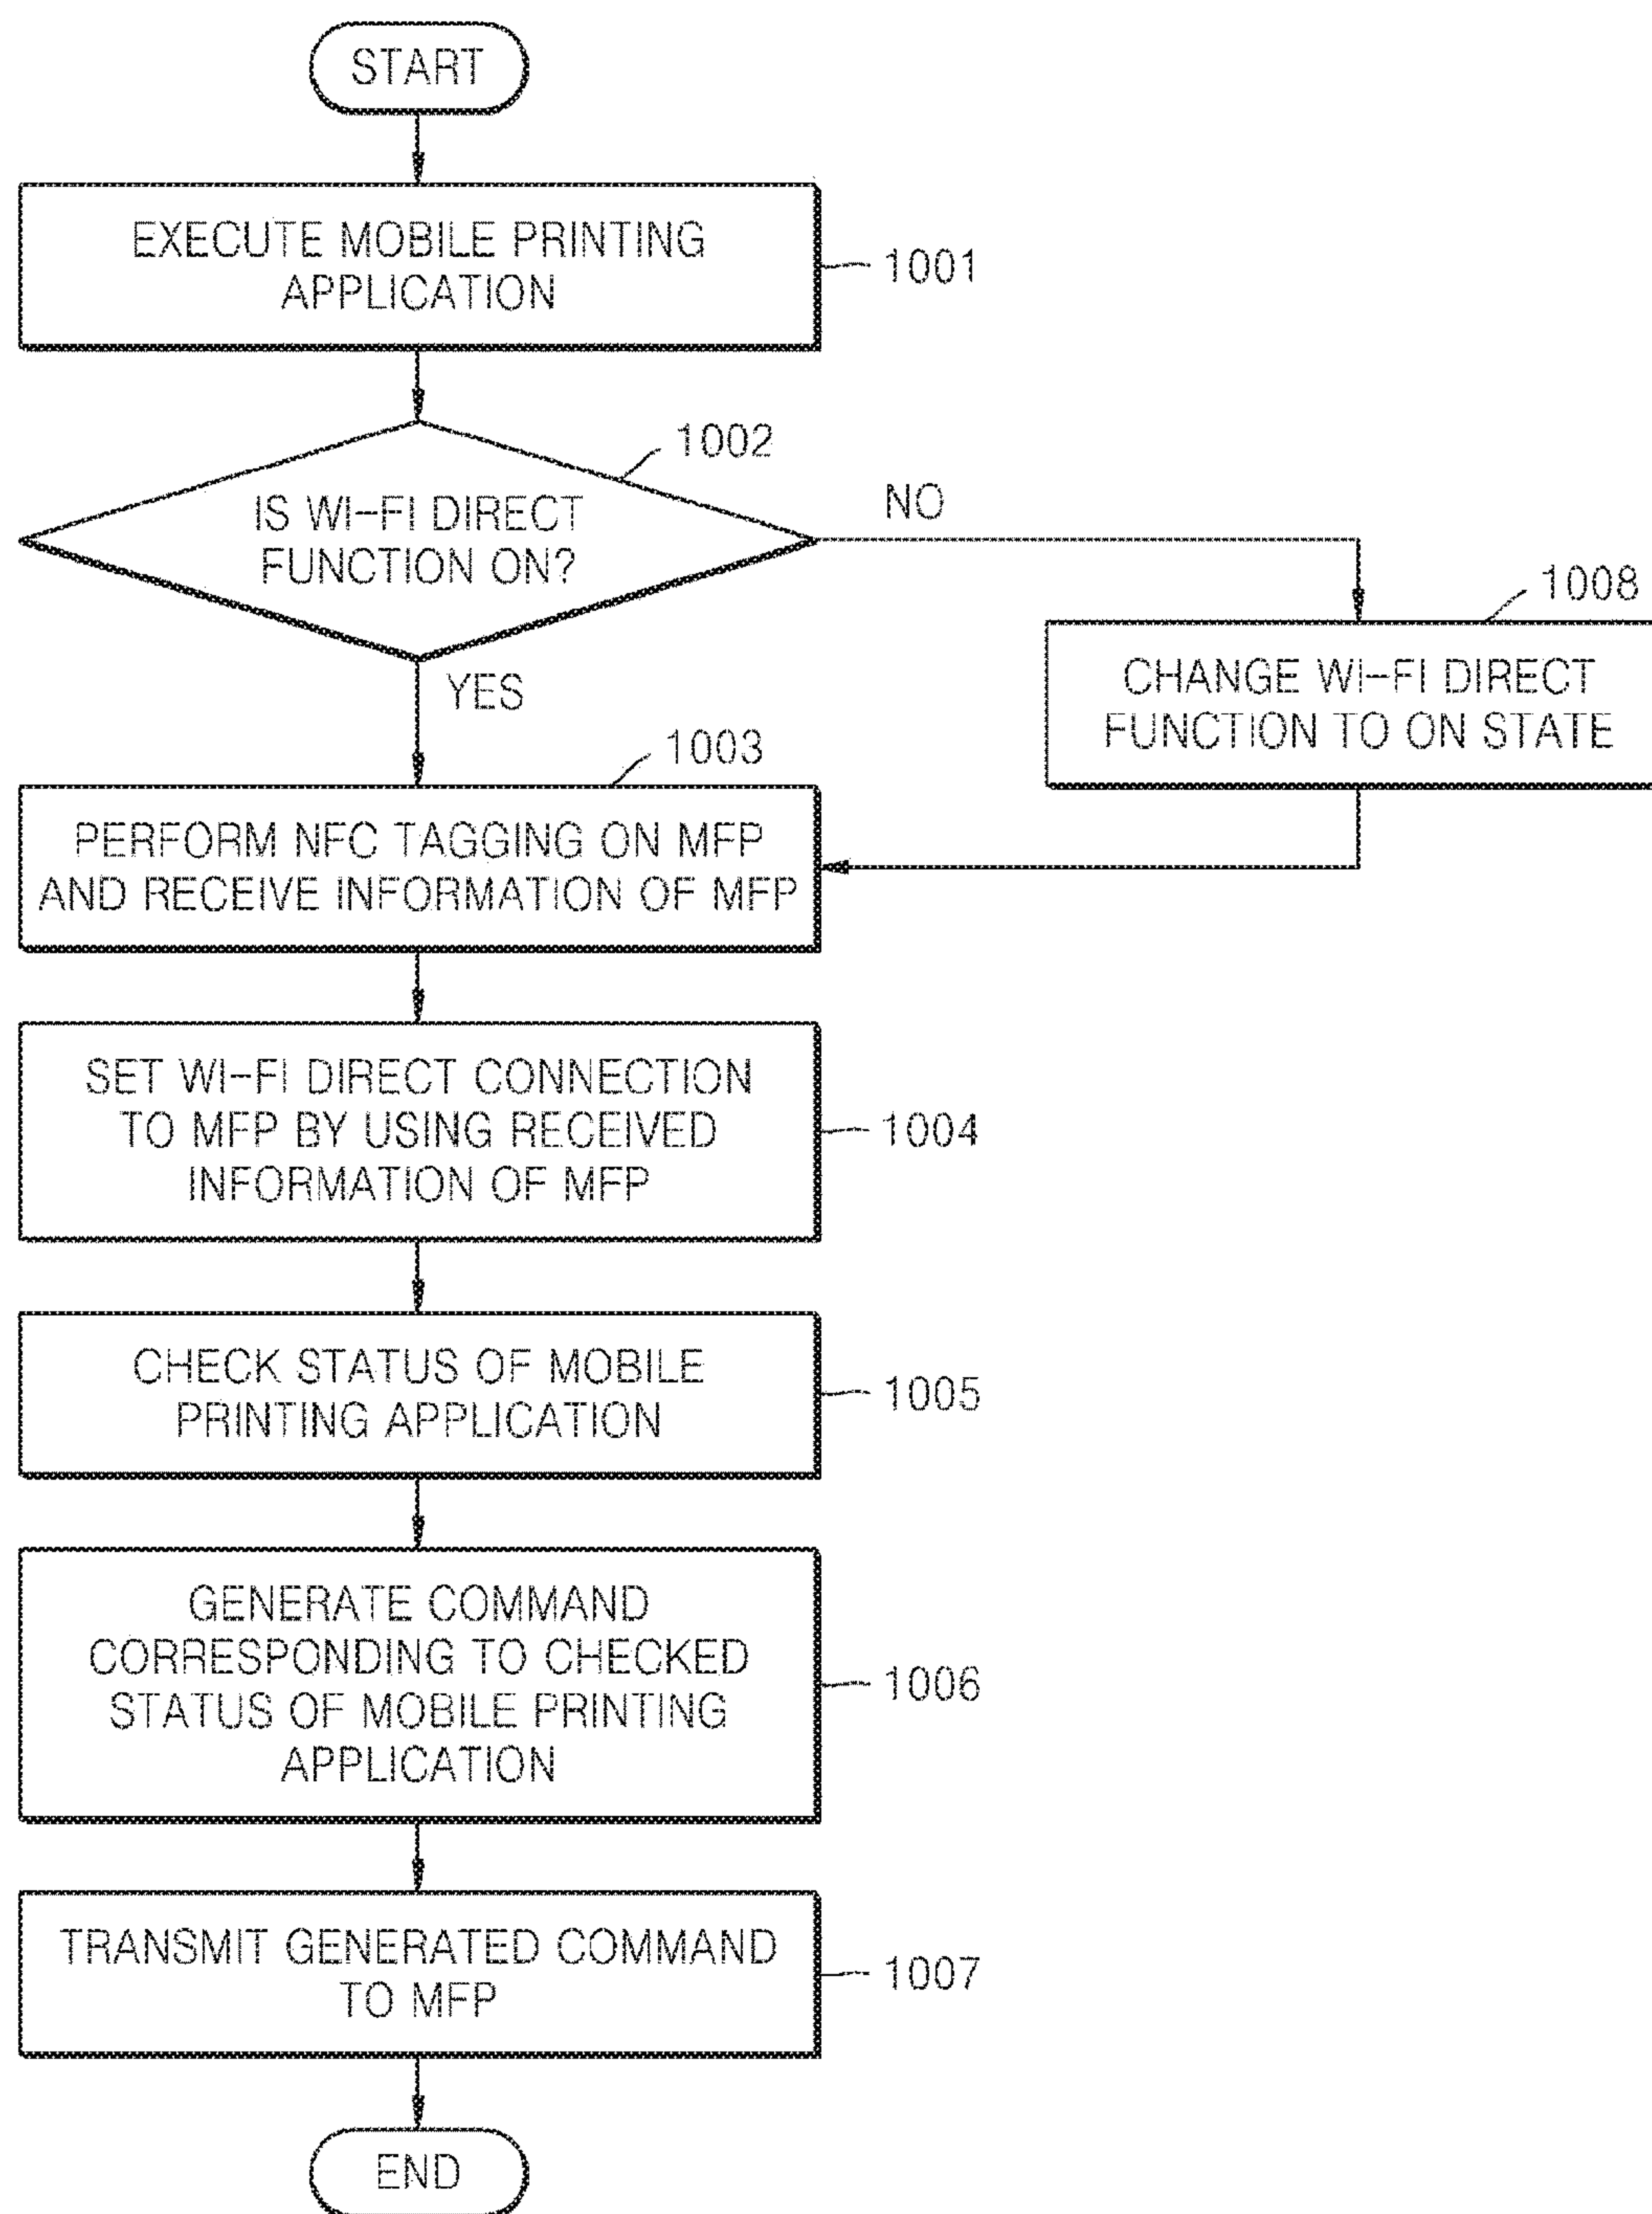 START
EXECUTE MOBILE PRINTING
APPLICATION
1001
1002
IS WI-FI DIRECT
FUNCTION ON?
NO
YES
1008
CHANGE WI-FI DIRECT
FUNCTION TO ON STATE
1003
PERFORM NFC TAGGING ON MFP
AND RECEIVE INFORMATION OF MFP
SET WI-FI DIRECT CONNECTION
TO MFP BY USING RECEIVED
INFORMATION OF MFP
1004
CHECK STATUS OF MOBILE
PRINTING APPLICATION
1005
GENERATE COMMAND
CORRESPONDING TO CHECKED
STATUS OF MOBILE PRINTING
APPLICATION
1006
TRANSMIT GENERATED COMMAND
TO MFP
1007
END